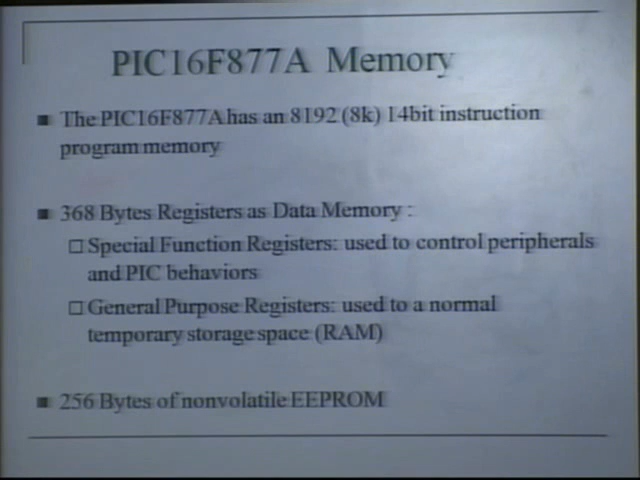 PIC16F877A Memory
The PIC16F877A has an 8192 (8k) 14bit instruction
program memory
368 Bytes Registers as Data Memory :
Special Function Registers: used to control peripherals
and PIC behaviors
General Purpose Registers: used to a normal
temporary storage space (RAM)
256 Bytes of nonvolatile EEPROM